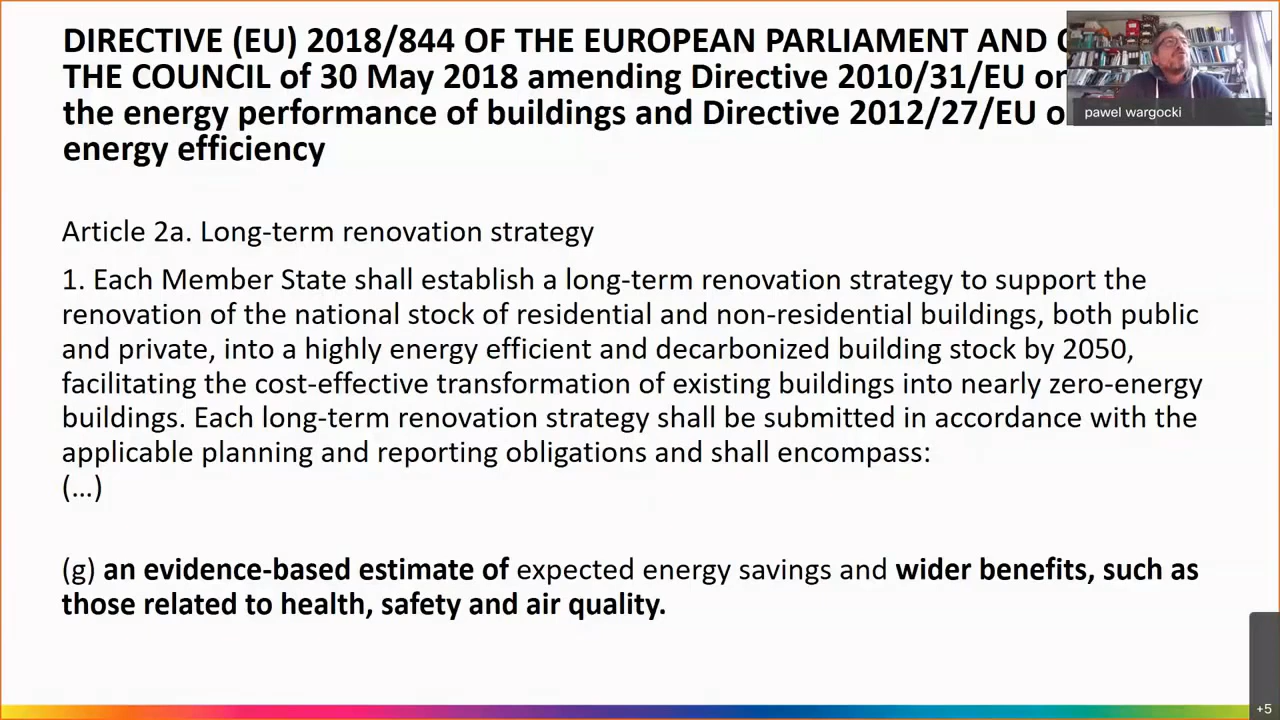 DIRECTIVE (EU) 2018/844 OF THE EUROPEAN PARLIAMENT AND
THE COUNCIL of 30 May 2018 amending Directive 2010/31/EU on
the energy performance of buildings and Directive 2012/27/EU
energy efficiency
pawel wargocki
Article 2a. Long-term renovation strategy
1. Each Member State shall establish a long-term renovation strategy to support the
renovation of the national stock of residential and non-residential buildings, both public
and private, into a highly energy efficient and decarbonized building stock by 2050,
facilitating the cost-effective transformation of existing buildings into nearly zero-energy
buildings. Each long-term renovation strategy shall be submitted in accordance with the
applicable planning and reporting obligations and shall encompass:
(...)
(g) an evidence-based estimate of expected energy savings and wider benefits, such as
those related to health, safety and air quality.
+5